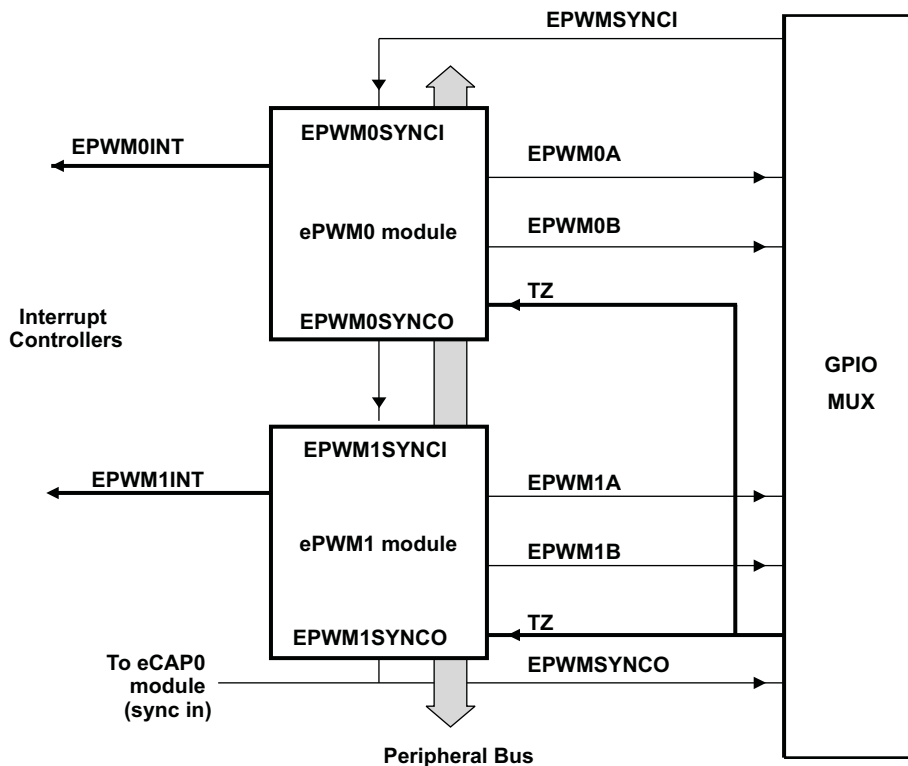 EPWMSYNCI
EPWM0SYNCI
EPWM0INT
EPWM0A
ePWM0 module
EPWM0B
TZ
EPWM0SYNCO
Interrupt
Controllers
GPIO
MUX
EPWM1SYNCI
EPWM1INT
EPWM1A
ePWM1 module
EPWM1B
TZ
EPWM1SYNCO
To eCAP0
module
(sync in)
EPWMSYNCO
Peripheral Bus